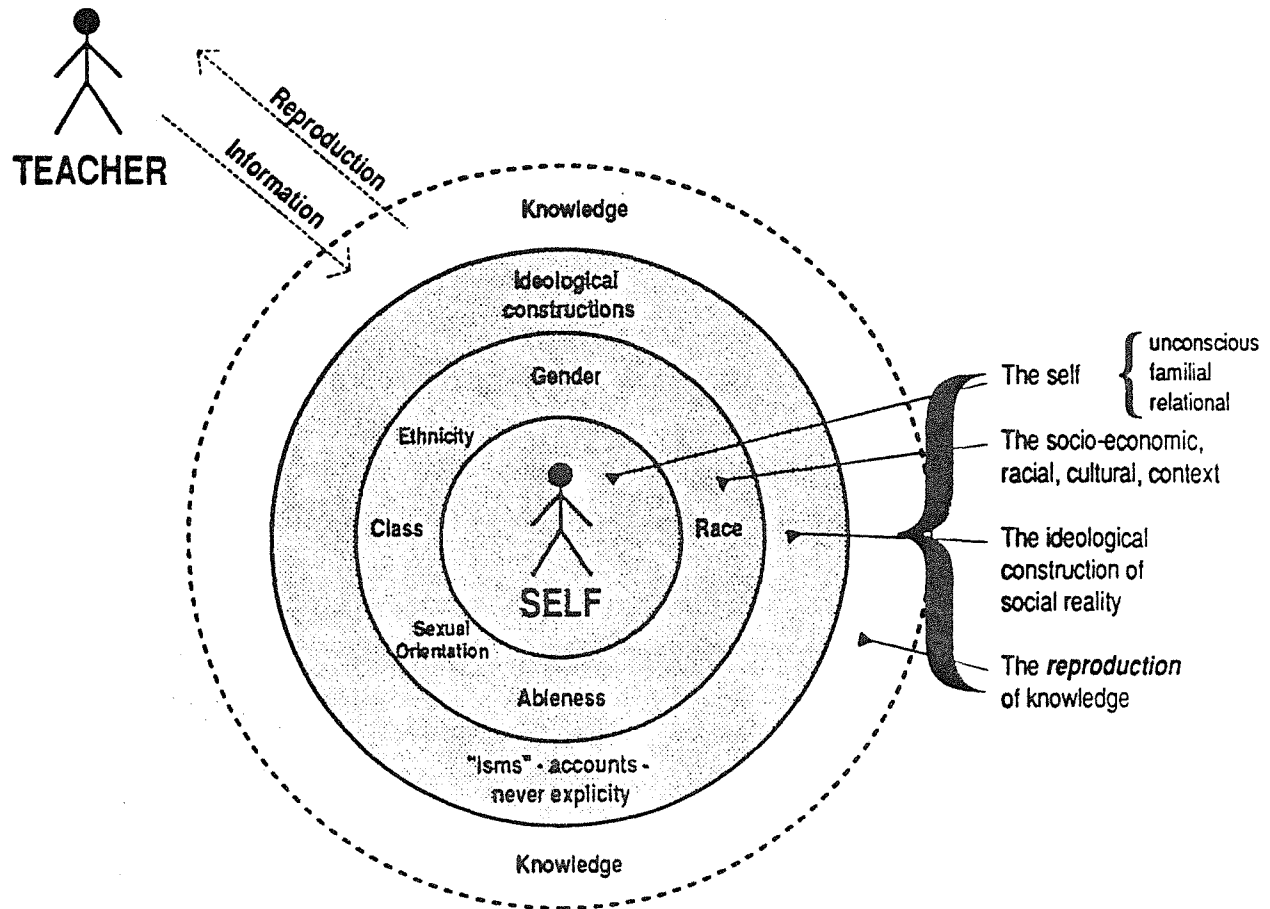 TEACHER
Reproduction
Information
Knowledge
Ideological
constructions
Gender
Ethnicity
Class
Race
SELF
Sexual
Orientation
Ableness
"Isms" - accounts -
never explicity
Knowledge
The self
unconscious
familial
relational
The socio-economic,
racial, cultural, context
The ideological
construction of
social reality
The reproduction
of knowledge